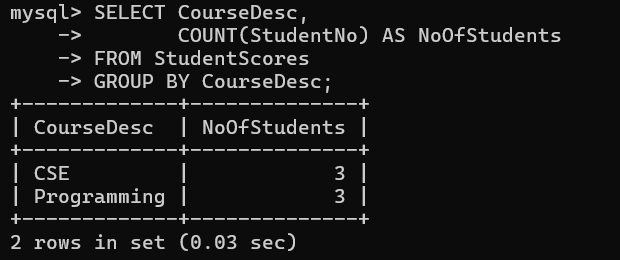 mysql> SELECT CourseDesc,
    ->        COUNT(StudentNo) AS NoOfStudents
    -> FROM StudentScores
    -> GROUP BY CourseDesc;
+-------------+--------------+
| CourseDesc  | NoOfStudents |
+-------------+--------------+
| CSE         |            3 |
| Programming |            3 |
+-------------+--------------+
2 rows in set (0.03 sec)